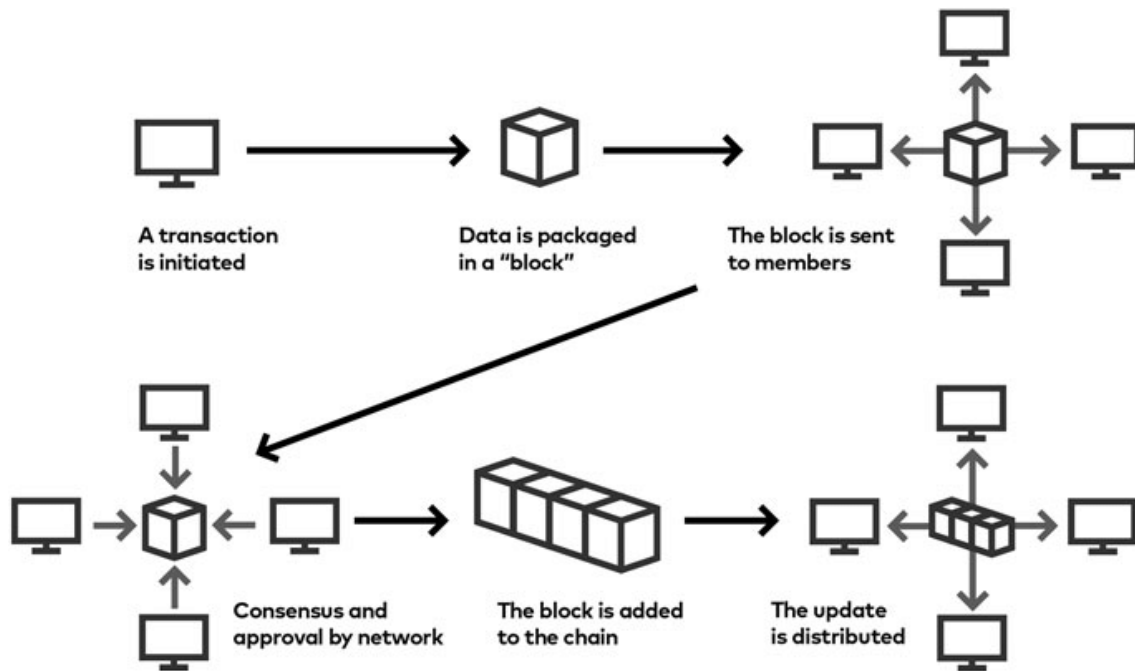 A transaction
is initiated
Data is packaged
in a “block”
The block is sent
to members
Consensus and
approval by network
The block is added
to the chain
The update
is distributed